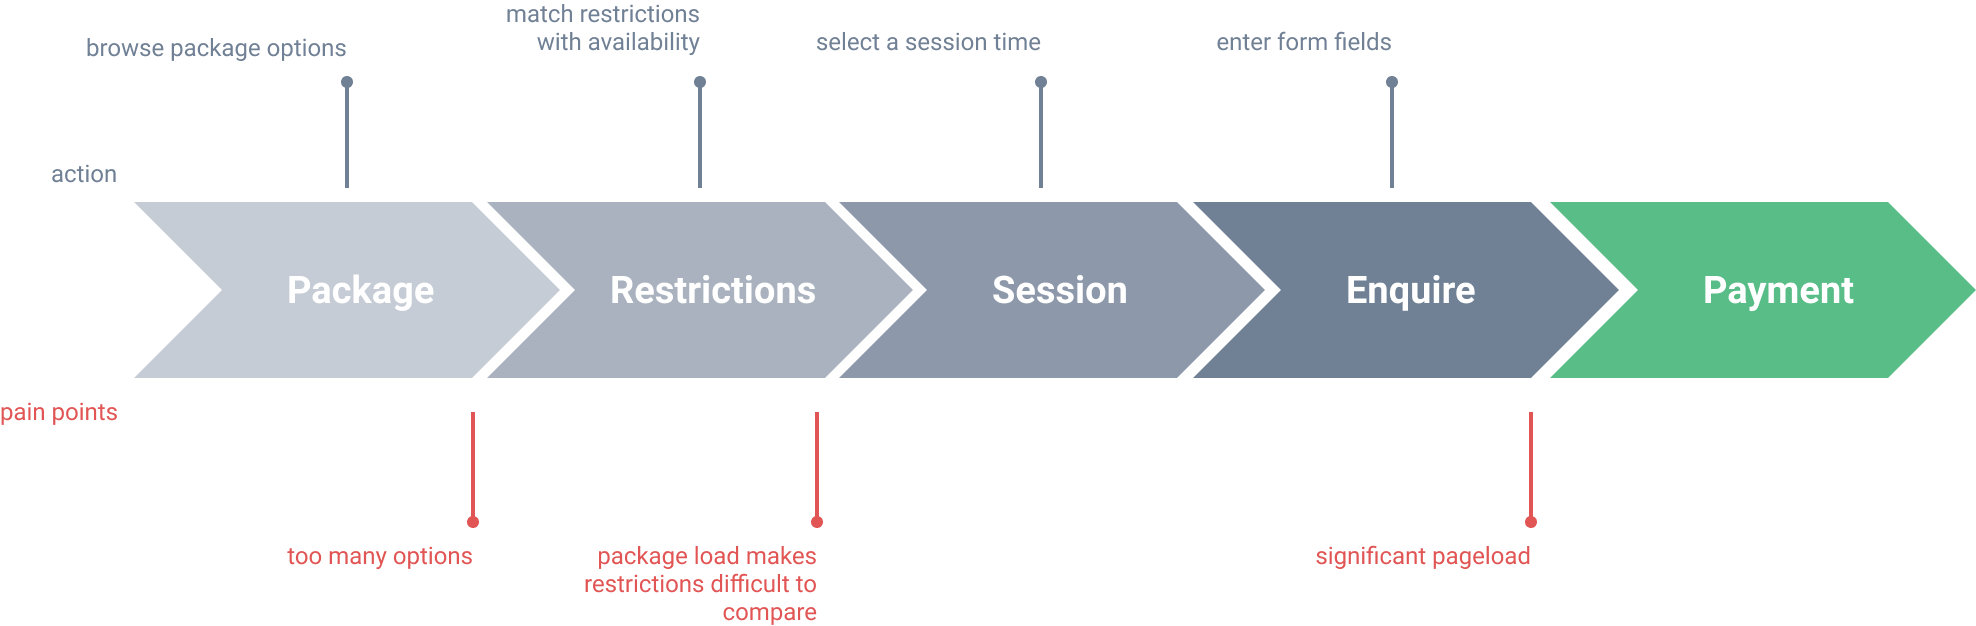 browse package options
match restrictions
with availability
select a session time
enter form fields
action
Package
Restrictions
Session
Enquire
Payment
pain points
too many options
package load makes
restrictions difficult to
compare
significant pageload